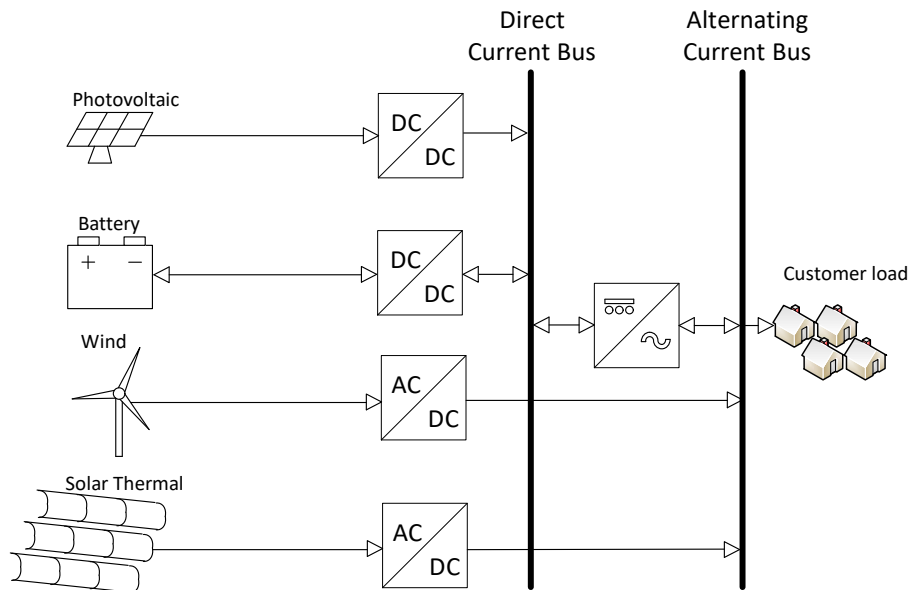 Direct
Current Bus
Alternating
Current Bus
Photovoltaic
DC
DC
Battery
+ −
DC
DC
Customer load
Wind
AC
DC
Solar Thermal
AC
DC